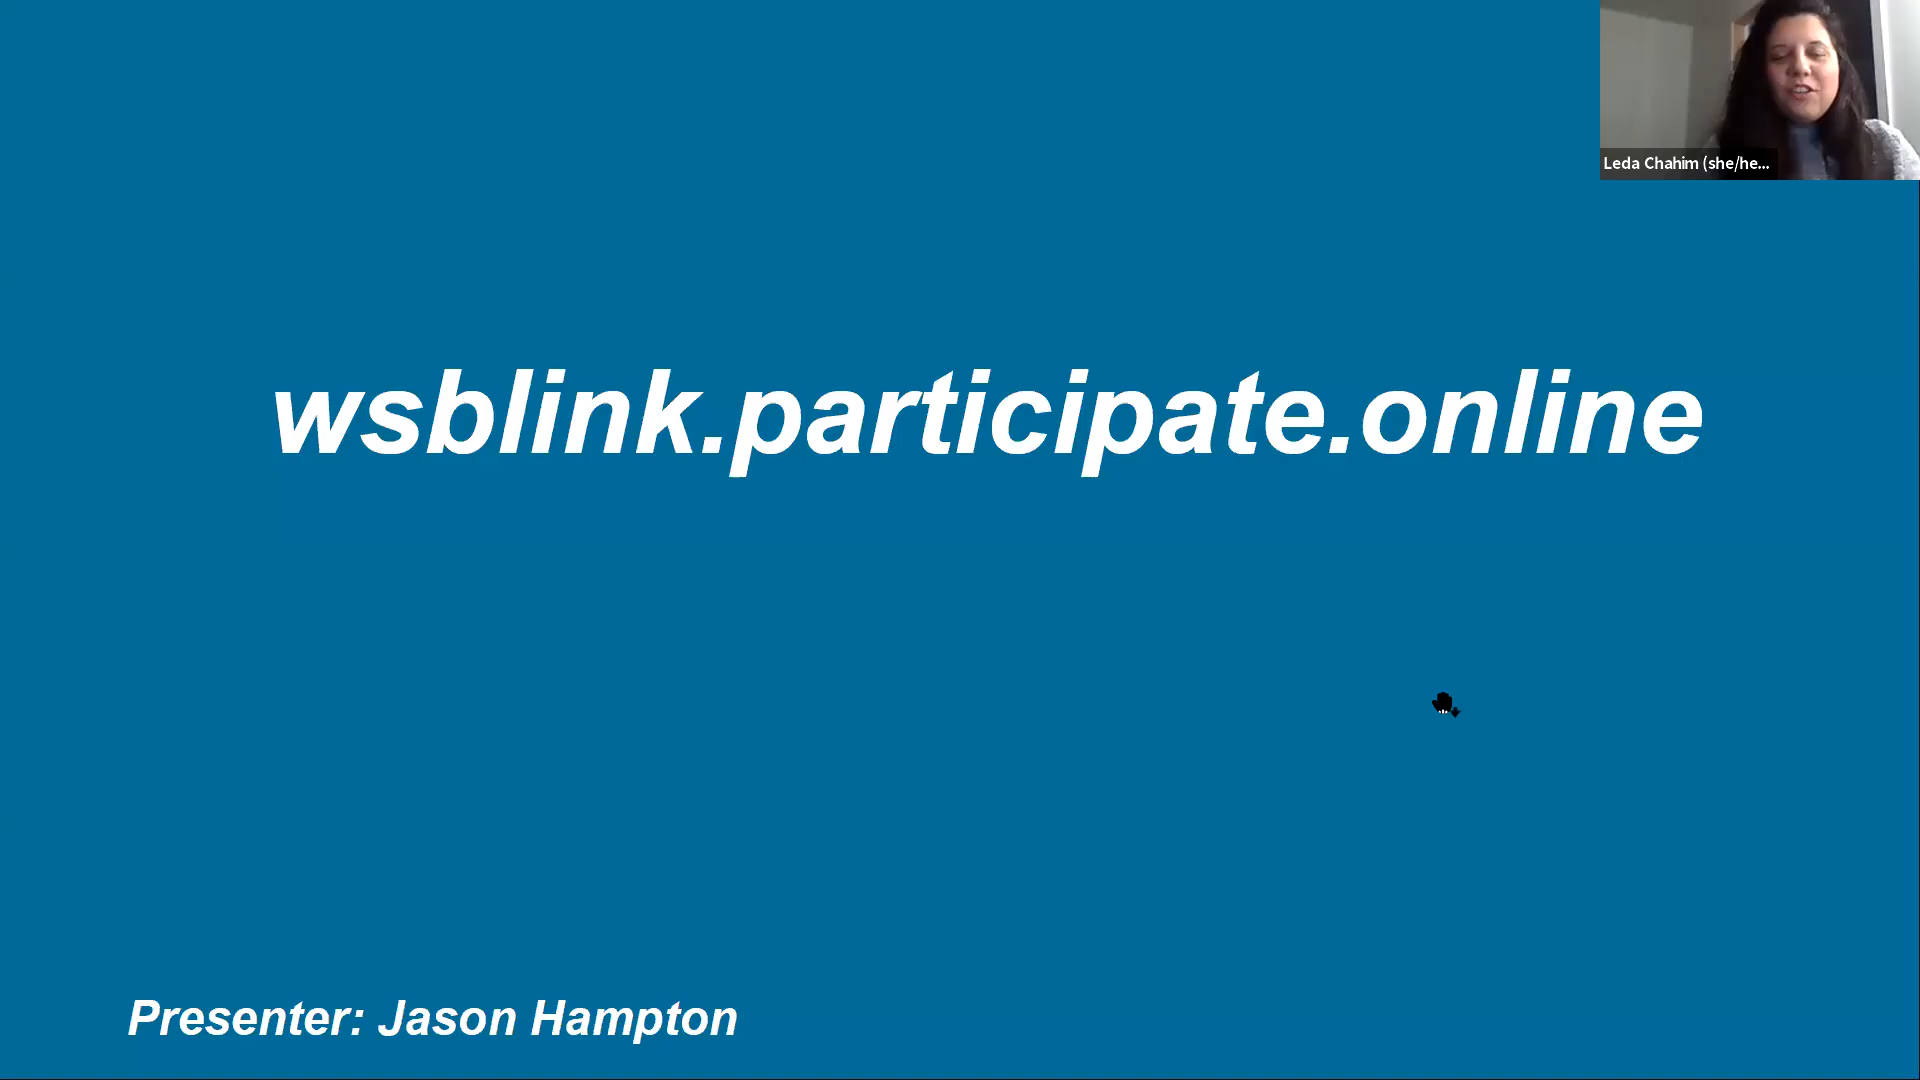 Leda Chahim (she/he...
wsblink.participate.online
Presenter: Jason Hampton